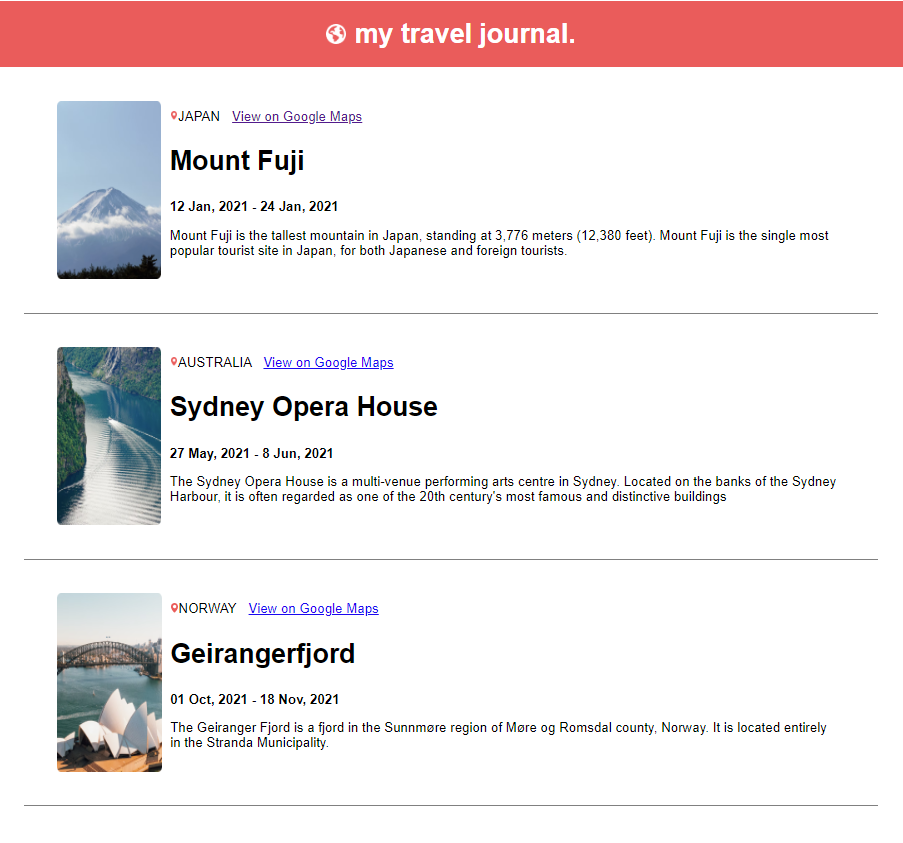 my travel journal.
JAPAN View on Google Maps
Mount Fuji
12 Jan, 2021 - 24 Jan, 2021
Mount Fuji is the tallest mountain in Japan, standing at 3,776 meters (12,380 feet). Mount Fuji is the single most
popular tourist site in Japan, for both Japanese and foreign tourists.
AUSTRALIA View on Google Maps
Sydney Opera House
27 May, 2021 - 8 Jun, 2021
The Sydney Opera House is a multi-venue performing arts centre in Sydney. Located on the banks of the Sydney
Harbour, it is often regarded as one of the 20th century's most famous and distinctive buildings
NORWAY View on Google Maps
Geirangerfjord
01 Oct, 2021 - 18 Nov, 2021
The Geiranger Fjord is a fjord in the Sunnmøre region of Møre og Romsdal county, Norway. It is located entirely
in the Stranda Municipality.